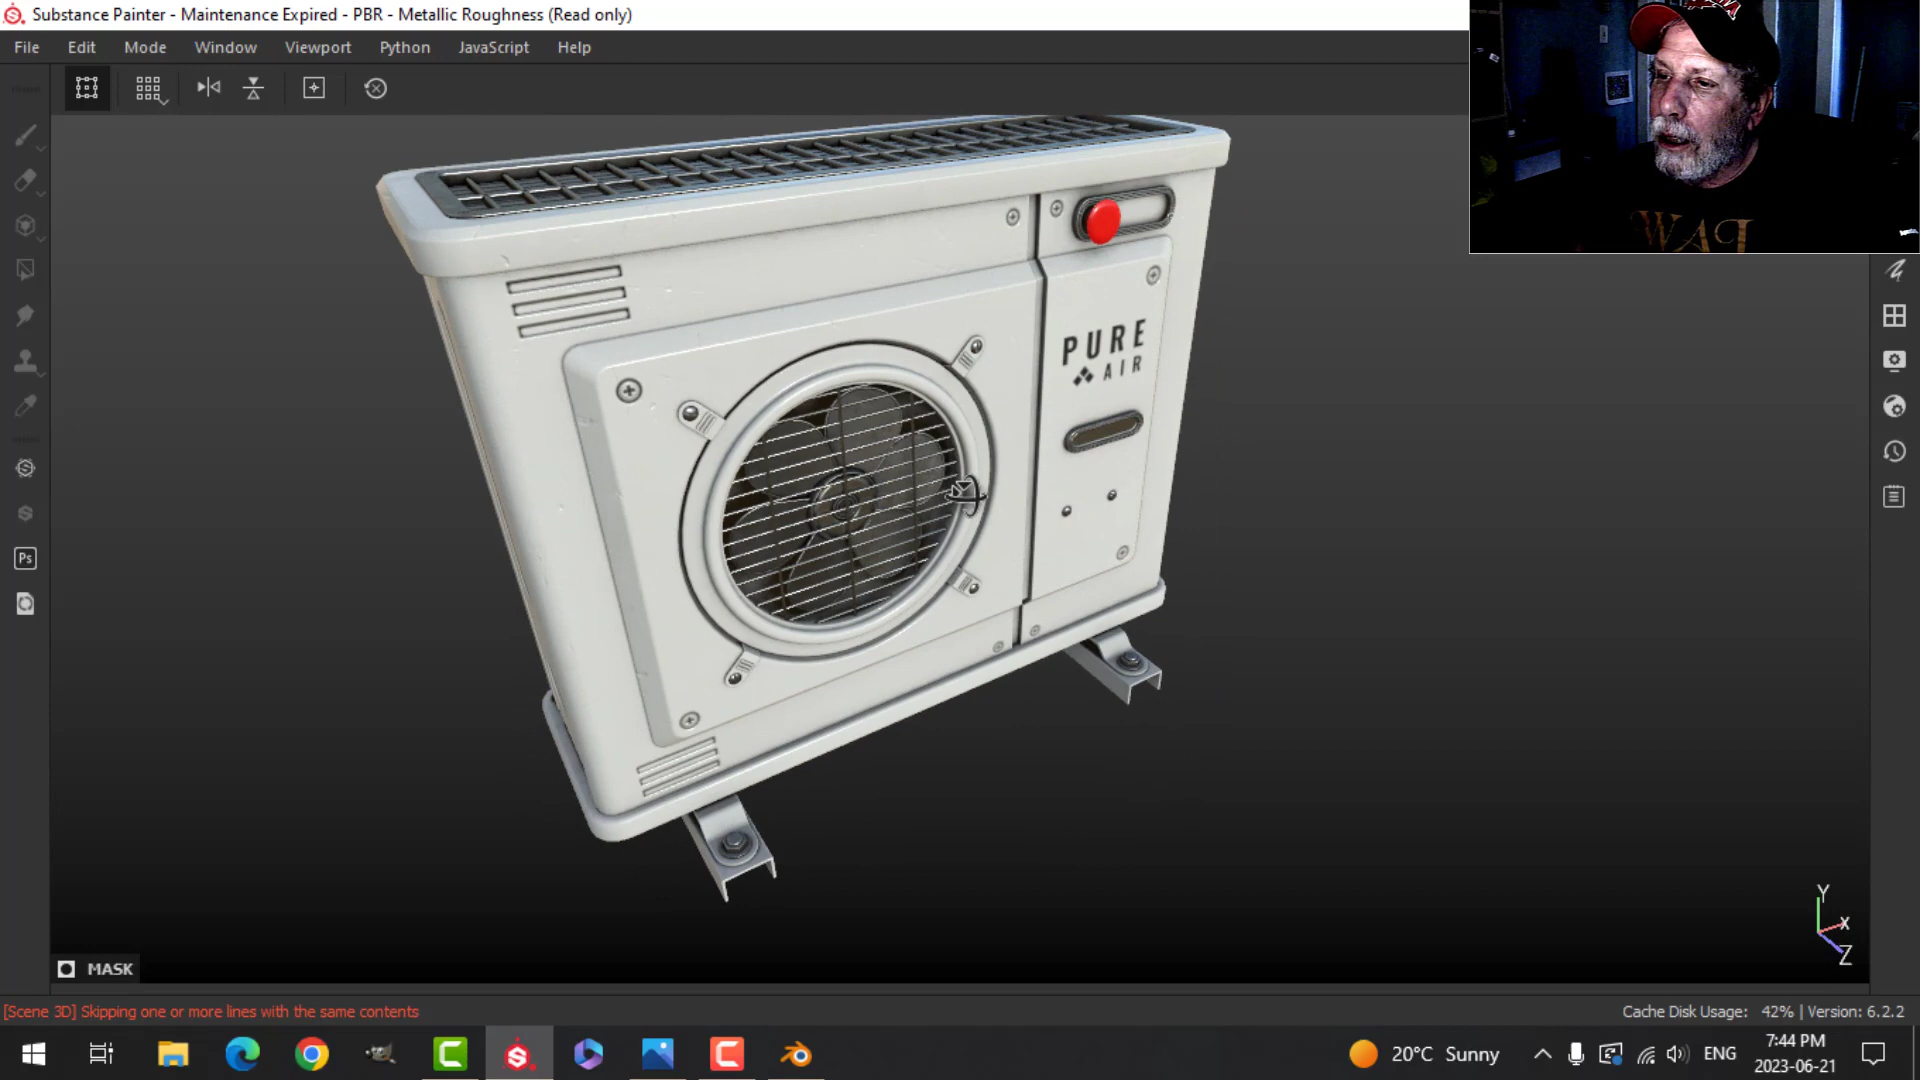 Substance Painter - Maintenance Expired - PBR - Metallic Roughness (Read only)
File Edit Mode Window Viewport Python JavaScript Help
PURE
AIR
Ps
MASK
Y
X
Z
[Scene 3D] Skipping one or more lines with the same contents
Cache Disk Usage: 42% | Version: 6.2.2
20°C Sunny
ENG
7:44 PM
2023-06-21